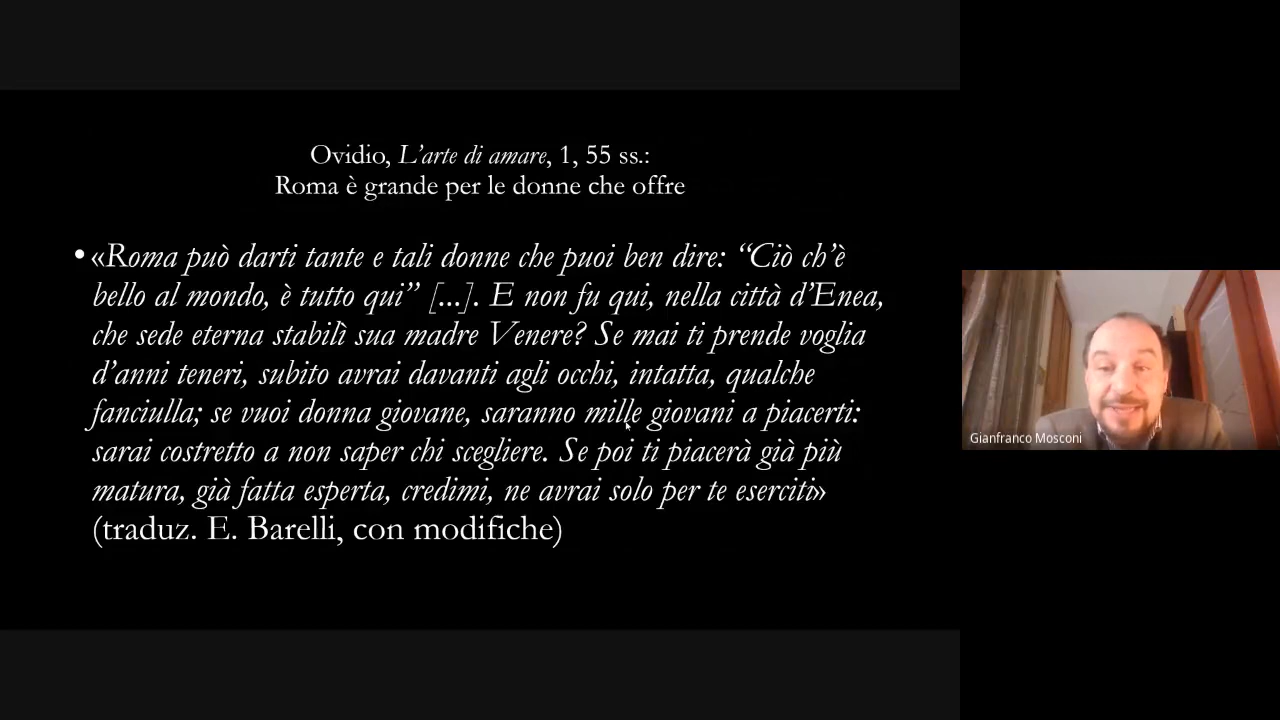 Ovidio, L’arte di amare, 1, 55 ss.:
Roma è grande per le donne che offre
• «Roma può darti tante e tali donne che puoi ben dire: “Ciò ch’è
bello al mondo, è tutto qui” [...]. E non fu qui, nella città d’Enea,
che sede eterna stabilì sua madre Venere? Se mai ti prende voglia
d’anni teneri, subito avrai davanti agli occhi, intatta, qualche
fanciulla; se vuoi donna giovane, saranno mille giovani a piacerti:
sarai costretto a non saper chi scegliere. Se poi ti piacerà già più
matura, già fatta esperta, credimi, ne avrai solo per te eserciti»
(traduz. E. Barelli, con modifiche)
Gianfranco Mosconi